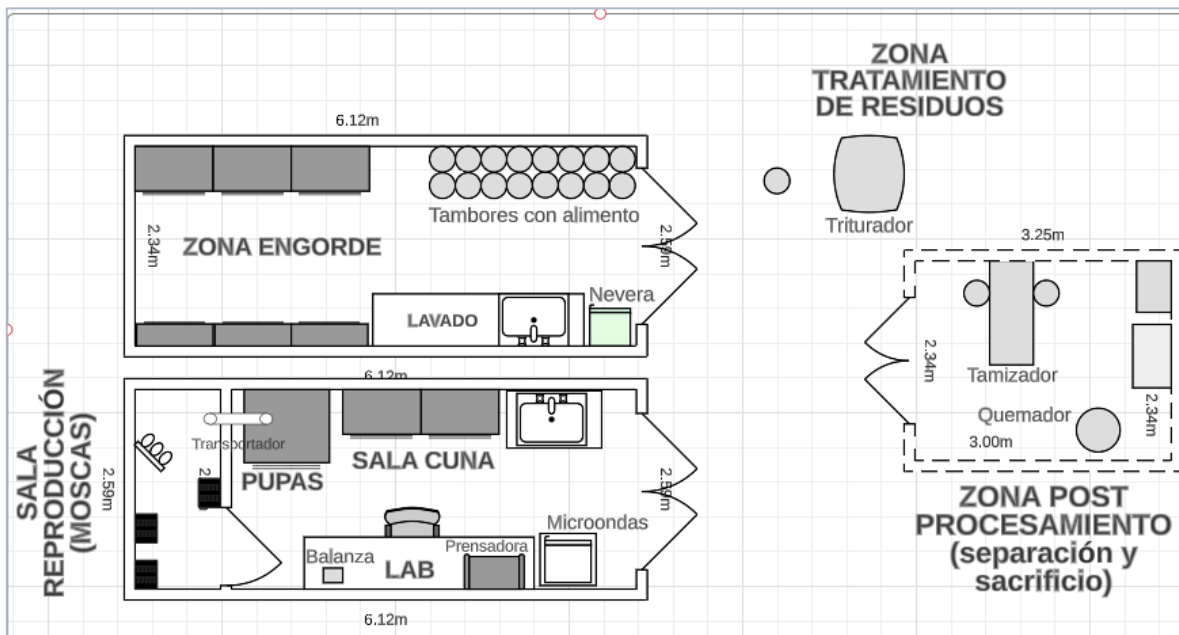 ZONA
TRATAMIENTO
DE RESIDUOS
6.12m
Tambores con alimento
2.34m
ZONA ENGORDE
2.59m
Triturador
3.25m
Nevera
LAVADO
6.12m
2.34m
Tamizador
Quemador
2.34m
3.00m
SALA
REPRODUCCIÓN
(MOSCAS)
2.59m
Transportador
2
SALA CUNA
PUPAS
2.59m
Microondas
Balanza
Prensadora
LAB
6.12m
ZONA POST
PROCESAMIENTO
(separación y
sacrificio)